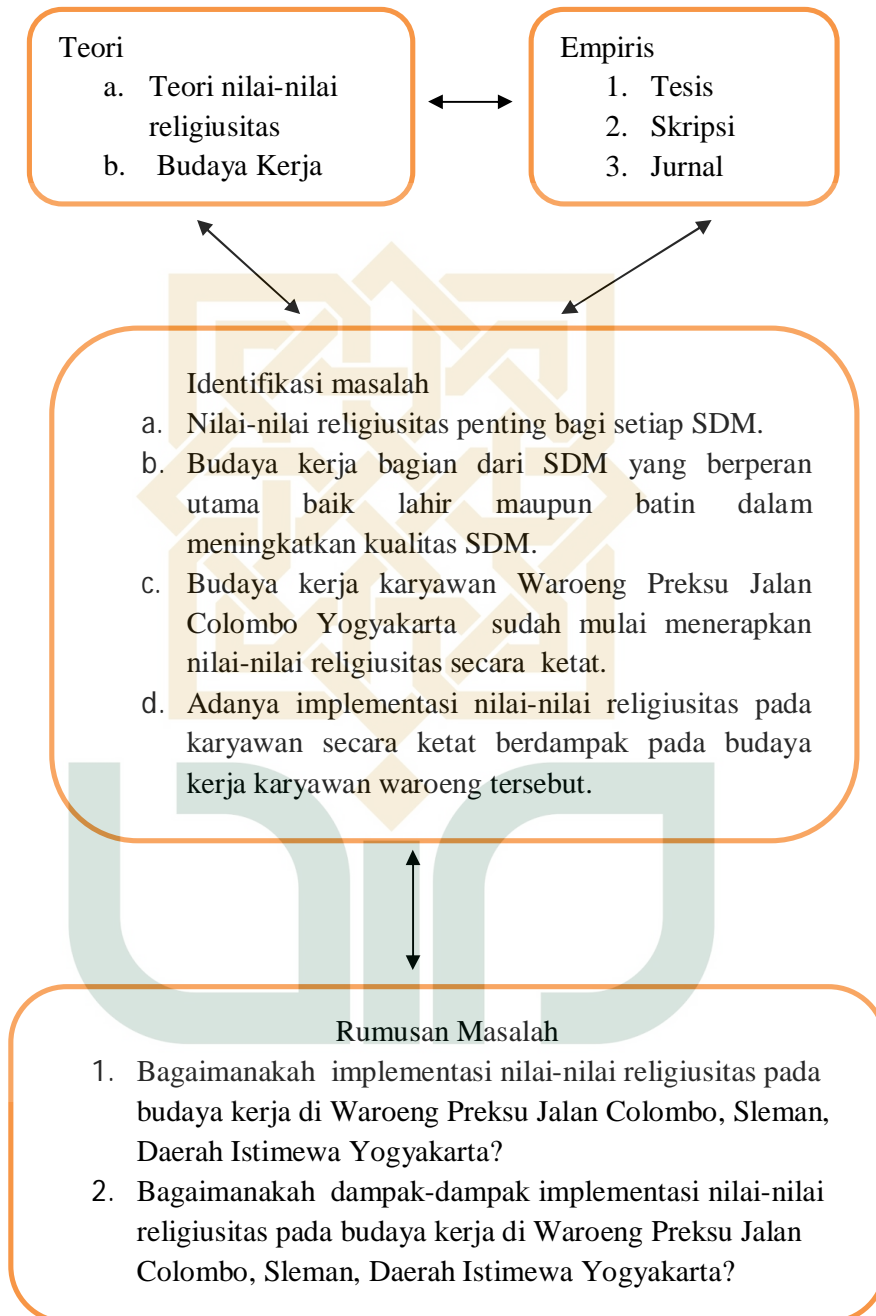 Teori
a. Teori nilai-nilai
religiusitas
b. Budaya Kerja
Empiris
1. Tesis
2. Skripsi
3. Jurnal
Identifikasi masalah
a. Nilai-nilai religiusitas penting bagi setiap SDM.
b. Budaya kerja bagian dari SDM yang berperan
utama baik lahir maupun batin dalam
meningkatkan kualitas SDM.
c. Budaya kerja karyawan Waroeng Preksu Jalan
Colombo Yogyakarta sudah mulai menerapkan
nilai-nilai religiusitas secara ketat.
d. Adanya implementasi nilai-nilai religiusitas pada
karyawan secara ketat berdampak pada budaya
kerja karyawan waroeng tersebut.
Rumusan Masalah
1. Bagaimanakah implementasi nilai-nilai religiusitas pada
budaya kerja di Waroeng Preksu Jalan Colombo, Sleman,
Daerah Istimewa Yogyakarta?
2. Bagaimanakah dampak-dampak implementasi nilai-nilai
religiusitas pada budaya kerja di Waroeng Preksu Jalan
Colombo, Sleman, Daerah Istimewa Yogyakarta?